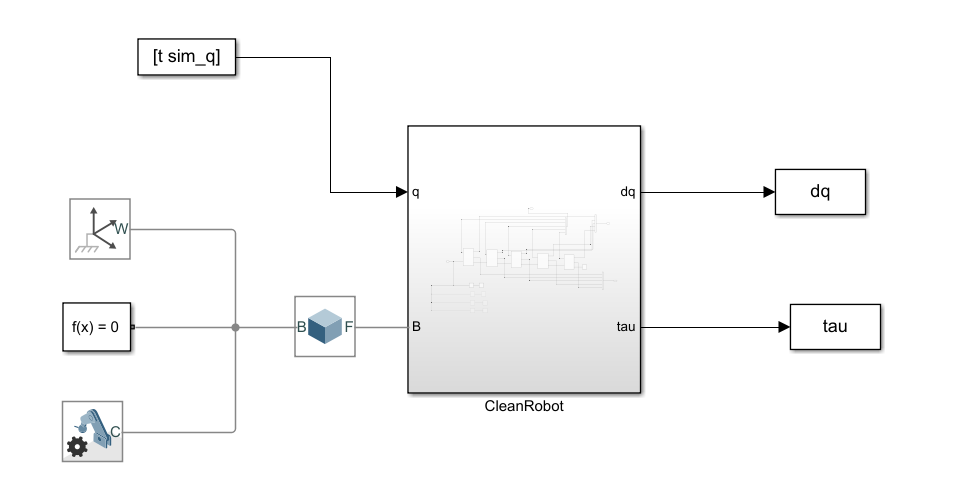 [t sim_q]
q
dq
dq
W
f(x) = 0
B
F
B
tau
tau
C
CleanRobot